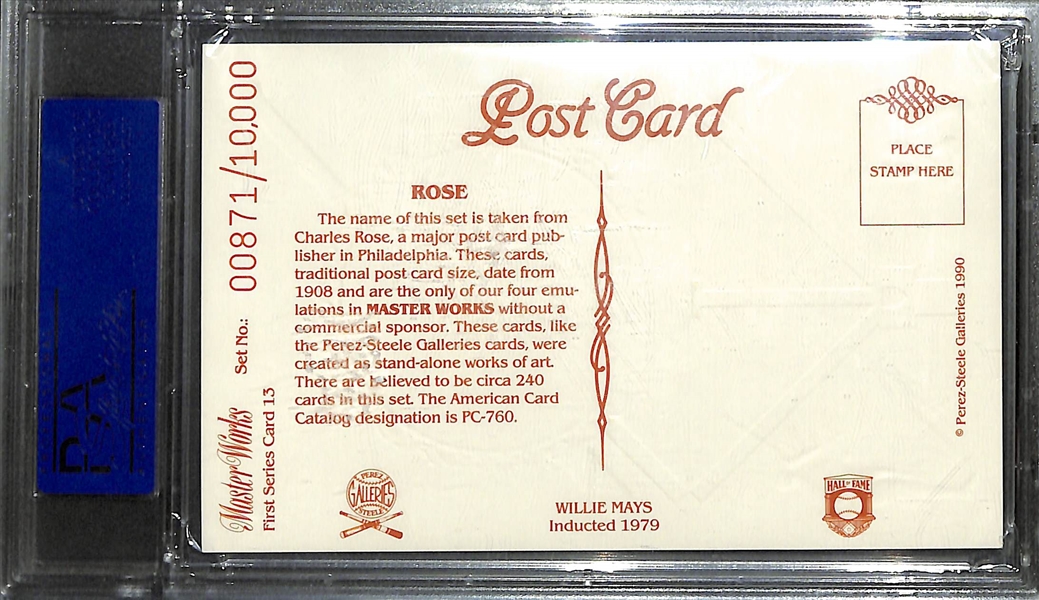 Post Card
PLACE
STAMP HERE
ROSE
The name of this set is taken from
Charles Rose, a major post card pub-
lisher in Philadelphia. These cards,
traditional post card size, date from
1908 and are the only of our four emu-
lations in MASTER WORKS without a
commercial sponsor. These cards, like
the Perez-Steele Galleries cards, were
created as stand-alone works of art.
There are believed to be circa 240
cards in this set. The American Card
Catalog designation is PC-760.
Master Works
First Series Card 13
Set No.: 00871/10,000
PEREZ
GALLERIES
STEELE
WILLIE MAYS
Inducted 1979
HALL OF FAME
© Perez-Steele Galleries 1990